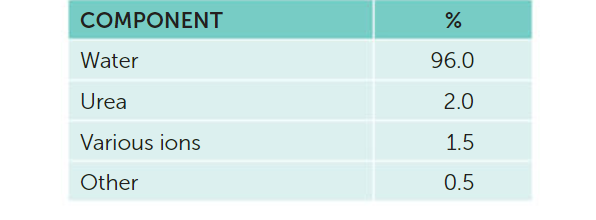 COMPONENT %
Water 96.0
Urea 2.0
Various ions 1.5
Other 0.5